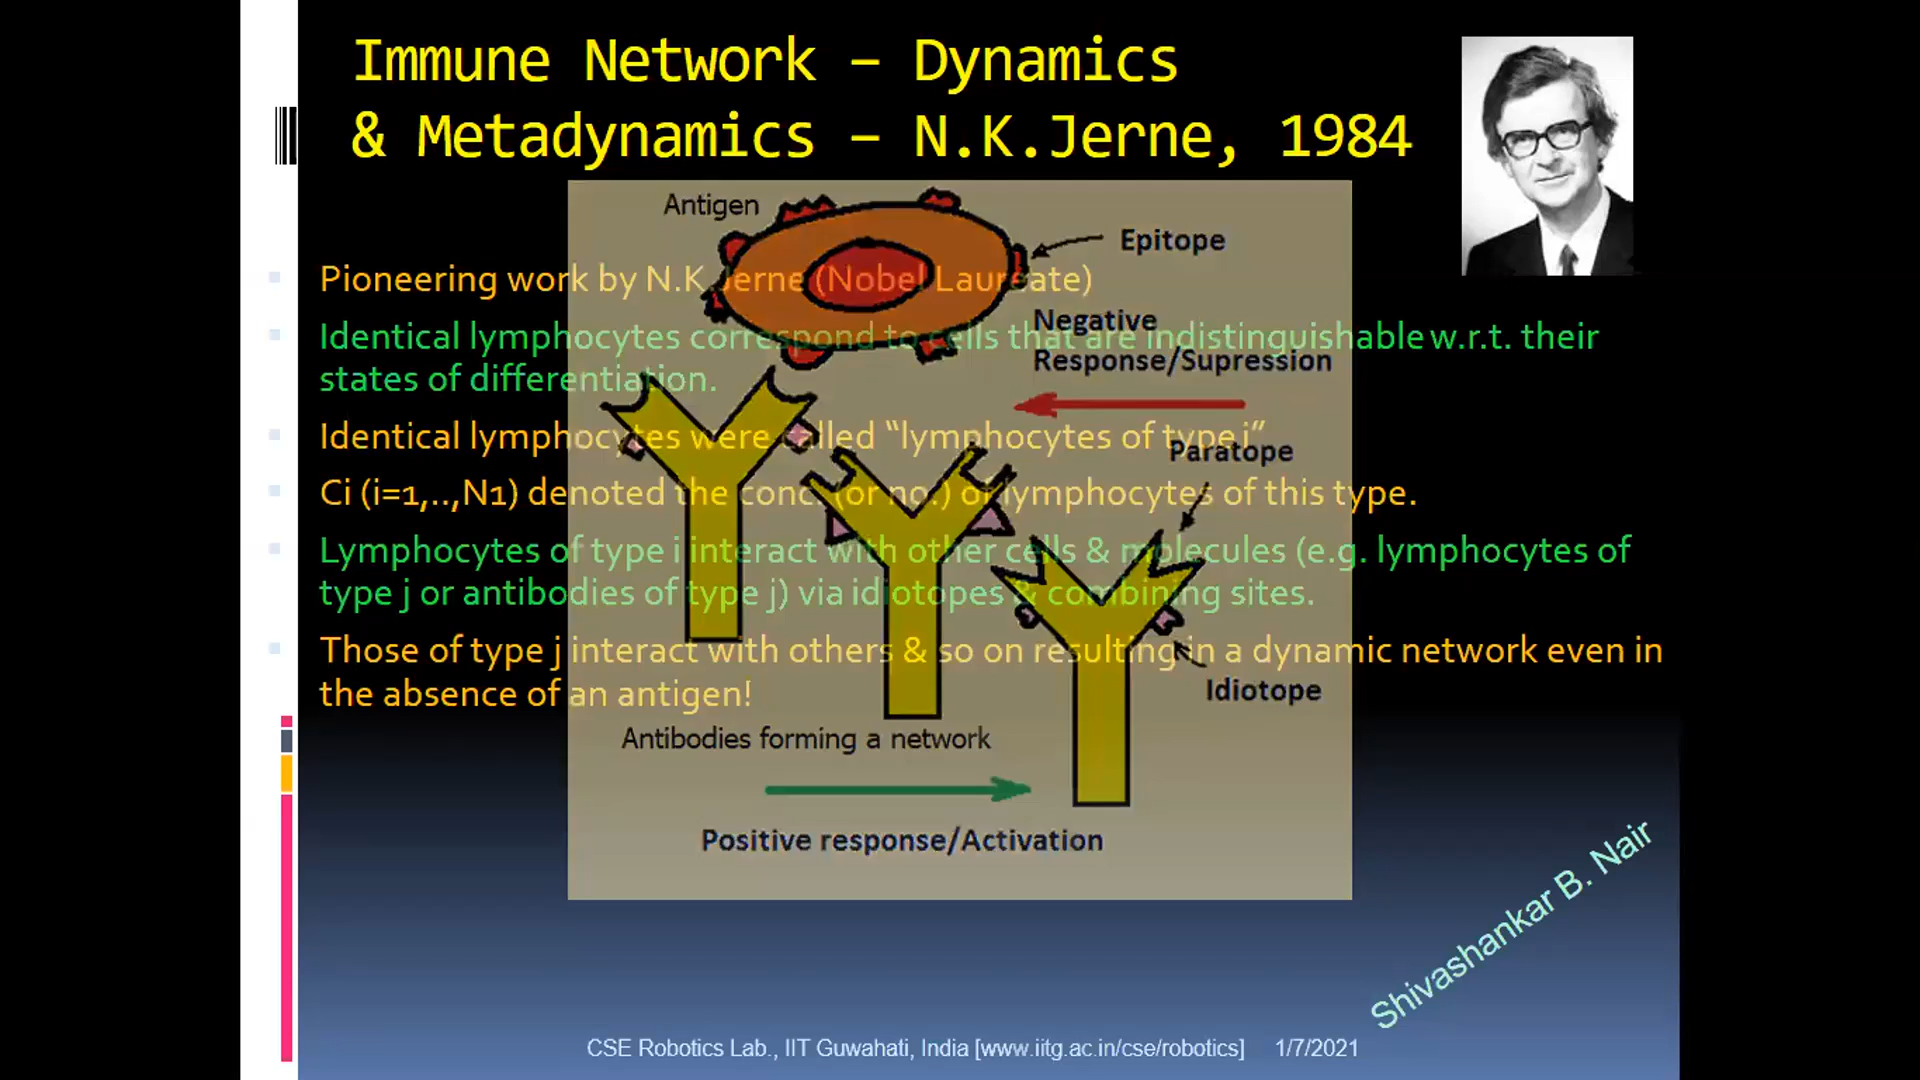 Immune Network – Dynamics
& Metadynamics – N.K.Jerne, 1984
Antigen
Epitope
Pioneering work by N.K.Jerne (Nobel Laureate)
Negative
Response/Supression
Identical lymphocytes correspond to cells that are indistinguishable w.r.t. their
states of differentiation.
Identical lymphocytes were called “lymphocytes of type i”
Paratope
Ci (i=1,..,N1) denoted the conc. (or no.) of lymphocytes of this type.
Lymphocytes of type i interact with other cells & molecules (e.g. lymphocytes of
type j or antibodies of type j) via idiotopes & combining sites.
Those of type j interact with others & so on resulting in a dynamic network even in
the absence of an antigen!
Idiotope
Antibodies forming a network
Positive response/Activation
Shivashankar B. Nair
CSE Robotics Lab., IIT Guwahati, India [www.iitg.ac.in/cse/robotics] 1/7/2021